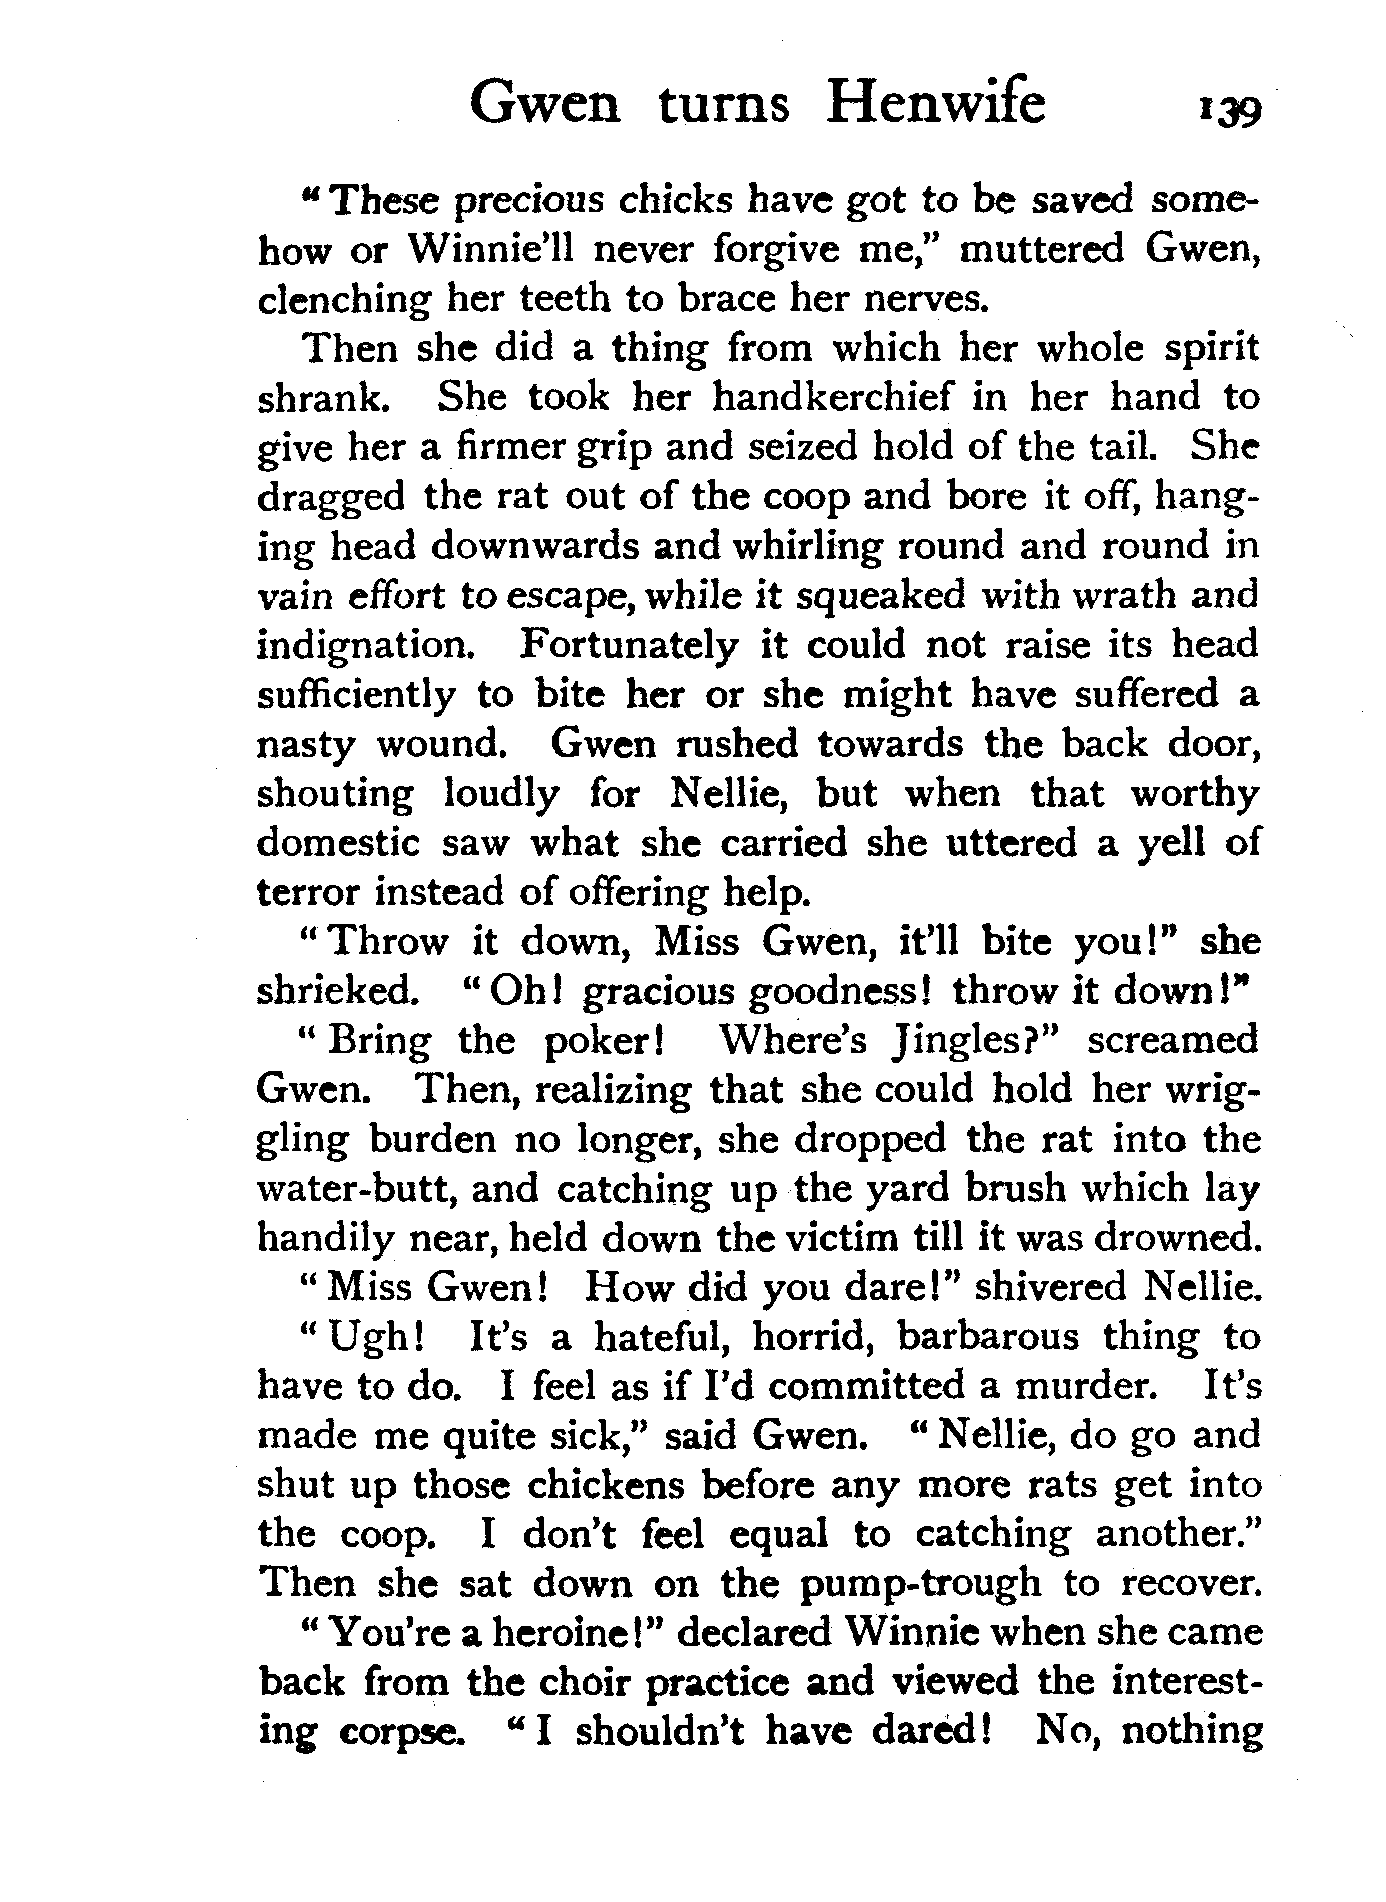 Gwen turns Henwife 139
“These precious chicks have got to be saved some-
how or Winnie’ll never forgive me,” muttered Gwen,
clenching her teeth to brace her nerves.
Then she did a thing from which her whole spirit
shrank. She took her handkerchief in her hand to
give her a firmer grip and seized hold of the tail. She
dragged the rat out of the coop and bore it off, hang-
ing head downwards and whirling round and round in
vain effort to escape, while it squeaked with wrath and
indignation. Fortunately it could not raise its head
sufficiently to bite her or she might have suffered a
nasty wound. Gwen rushed towards the back door,
shouting loudly for Nellie, but when that worthy
domestic saw what she carried she uttered a yell of
terror instead of offering help.
“Throw it down, Miss Gwen, it’ll bite you!” she
shrieked. “Oh! gracious goodness! throw it down!”
“Bring the poker! Where’s Jingles?” screamed
Gwen. Then, realizing that she could hold her wrig-
gling burden no longer, she dropped the rat into the
water-butt, and catching up the yard brush which lay
handily near, held down the victim till it was drowned.
“Miss Gwen! How did you dare!” shivered Nellie.
“Ugh! It’s a hateful, horrid, barbarous thing to
have to do. I feel as if I’d committed a murder. It’s
made me quite sick,” said Gwen. “Nellie, do go and
shut up those chickens before any more rats get into
the coop. I don’t feel equal to catching another.”
Then she sat down on the pump-trough to recover.
“You’re a heroine!” declared Winnie when she came
back from the choir practice and viewed the interest-
ing corpse. “I shouldn’t have dared! No, nothing